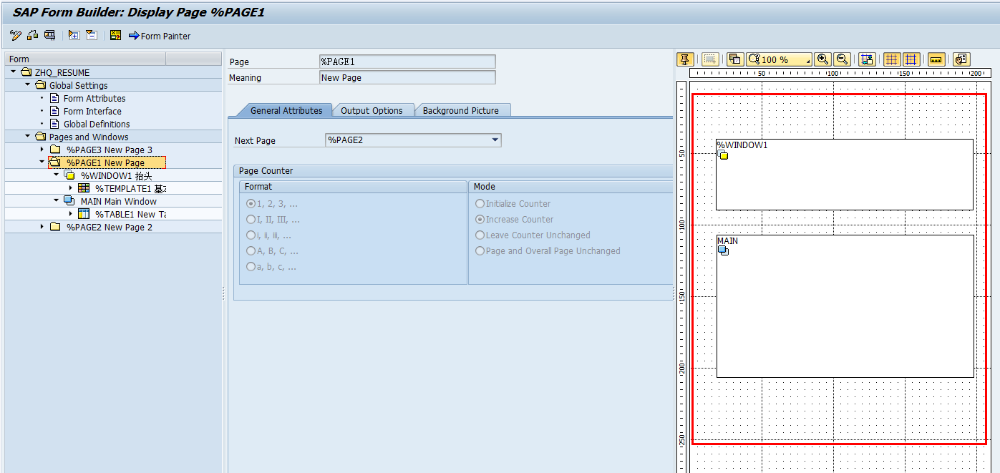 SAP Form Builder: Display Page %PAGE1
Form Painter
Form
ZHQ_RESUME
Global Settings
Form Attributes
Form Interface
Global Definitions
Pages and Windows
%PAGE3 New Page 3
%PAGE1 New Page
%WINDOW1 抬头
%TEMPLATE1 基
MAIN Main Window
%TABLE1 New Ta
%PAGE2 New Page 2
Page %PAGE1
Meaning New Page
General Attributes Output Options Background Picture
Next Page %PAGE2
Page Counter
Format Mode
1, 2, 3, ... Initialize Counter
I, II, III, ... Increase Counter
i, ii, iii, ... Leave Counter Unchanged
A, B, C, ... Page and Overall Page Unchanged
a, b, c, ...
100 %
50 100 150 200
%WINDOW1
50
100
MAIN
150
200
250